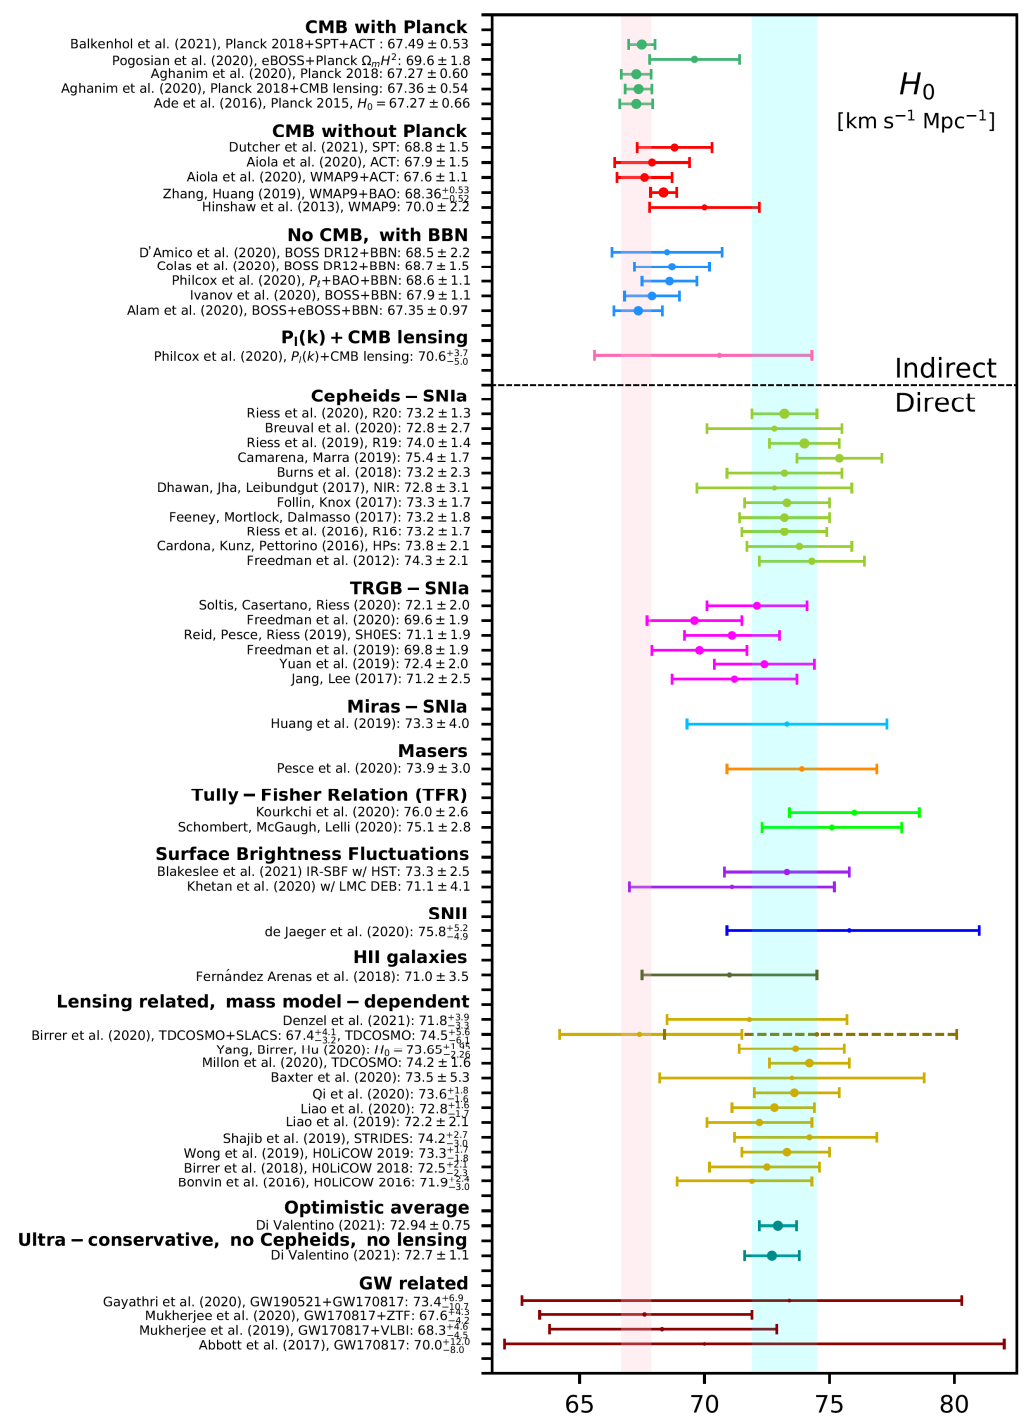 CMB with Planck
Balkenhol et al. (2021), Planck 2018+SPT+ACT : 67.49 ± 0.53
Pogosian et al. (2020), eBOSS+Planck Ω_mH²: 69.6 ± 1.8
Aghanim et al. (2020), Planck 2018: 67.27 ± 0.60
Aghanim et al. (2020), Planck 2018+CMB lensing: 67.36 ± 0.54
Ade et al. (2016), Planck 2015, H₀ = 67.27 ± 0.66
H₀
[km s⁻¹ Mpc⁻¹]
CMB without Planck
Dutcher et al. (2021), SPT: 68.8 ± 1.5
Aiola et al. (2020), ACT: 67.9 ± 1.5
Aiola et al. (2020), WMAP9+ACT: 67.6 ± 1.1
Zhang, Huang (2019), WMAP9+BAO: 68.36 +0.53 −0.52
Hinshaw et al. (2013), WMAP9: 70.0 ± 2.2
No CMB, with BBN
D'Amico et al. (2020), BOSS DR12+BBN: 68.5 ± 2.2
Colas et al. (2020), BOSS DR12+BBN: 68.7 ± 1.5
Philcox et al. (2020), P_ℓ+BAO+BBN: 68.6 ± 1.1
Ivanov et al. (2020), BOSS+BBN: 67.9 ± 1.1
Alam et al. (2020), BOSS+eBOSS+BBN: 67.35 ± 0.97
P_l(k) + CMB lensing
Philcox et al. (2020), P_l(k)+CMB lensing: 70.6 +3.7 −5.0
Indirect
Direct
Cepheids − SNIa
Riess et al. (2020), R20: 73.2 ± 1.3
Breuval et al. (2020): 72.8 ± 2.7
Riess et al. (2019), R19: 74.0 ± 1.4
Camarena, Marra (2019): 75.4 ± 1.7
Burns et al. (2018): 73.2 ± 2.3
Dhawan, Jha, Leibundgut (2017), NIR: 72.8 ± 3.1
Follin, Knox (2017): 73.3 ± 1.7
Feeney, Mortlock, Dalmasso (2017): 73.2 ± 1.8
Riess et al. (2016), R16: 73.2 ± 1.7
Cardona, Kunz, Pettorino (2016), HPs: 73.8 ± 2.1
Freedman et al. (2012): 74.3 ± 2.1
TRGB − SNIa
Soltis, Casertano, Riess (2020): 72.1 ± 2.0
Freedman et al. (2020): 69.6 ± 1.9
Reid, Pesce, Riess (2019), SH0ES: 71.1 ± 1.9
Freedman et al. (2019): 69.8 ± 1.9
Yuan et al. (2019): 72.4 ± 2.0
Jang, Lee (2017): 71.2 ± 2.5
Miras − SNIa
Huang et al. (2019): 73.3 ± 4.0
Masers
Pesce et al. (2020): 73.9 ± 3.0
Tully − Fisher Relation (TFR)
Kourkchi et al. (2020): 76.0 ± 2.6
Schombert, McGaugh, Lelli (2020): 75.1 ± 2.8
Surface Brightness Fluctuations
Blakeslee et al. (2021) IR-SBF w/ HST: 73.3 ± 2.5
Khetan et al. (2020) w/ LMC DEB: 71.1 ± 4.1
SNII
de Jaeger et al. (2020): 75.8 +5.2 −4.9
HII galaxies
Fernández Arenas et al. (2018): 71.0 ± 3.5
Lensing related, mass model − dependent
Denzel et al. (2021): 71.8 +3.9 −3.3
Birrer et al. (2020), TDCOSMO+SLACS: 67.4 +4.1 −3.2, TDCOSMO: 74.5 +5.6 −6.1
Yang, Birrer, Hu (2020): H₀ = 73.65 +1.95 −2.26
Millon et al. (2020), TDCOSMO: 74.2 ± 1.6
Baxter et al. (2020): 73.5 ± 5.3
Qi et al. (2020): 73.6 +1.8 −1.6
Liao et al. (2020): 72.8 +1.6 −1.7
Liao et al. (2019): 72.2 ± 2.1
Shajib et al. (2019), STRIDES: 74.2 +2.7 −3.0
Wong et al. (2019), H0LiCOW 2019: 73.3 +1.7 −1.8
Birrer et al. (2018), H0LiCOW 2018: 72.5 +2.1 −2.3
Bonvin et al. (2016), H0LiCOW 2016: 71.9 +2.4 −3.0
Optimistic average
Di Valentino (2021): 72.94 ± 0.75
Ultra − conservative, no Cepheids, no lensing
Di Valentino (2021): 72.7 ± 1.1
GW related
Gayathri et al. (2020), GW190521+GW170817: 73.4 +6.9 −10.7
Mukherjee et al. (2020), GW170817+ZTF: 67.6 +4.3 −4.2
Mukherjee et al. (2019), GW170817+VLBI: 68.3 +4.6 −4.5
Abbott et al. (2017), GW170817: 70.0 +12.0 −8.0
65 70 75 80